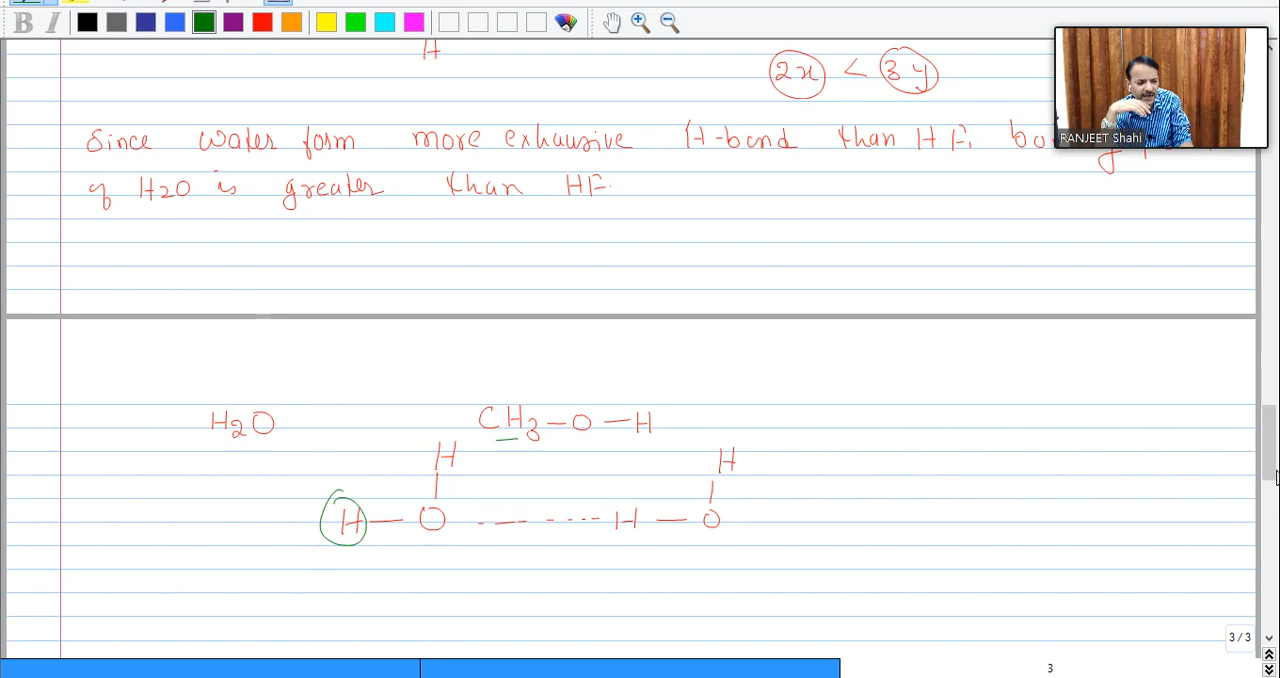 B I
H
2x < 3y
RANJEET Shahi
Since water form more exhausive H-bond than HF.
of H2O is greater than HF.
H2O CH3-O-H
H H
H-O ------ H-O
3/3
3